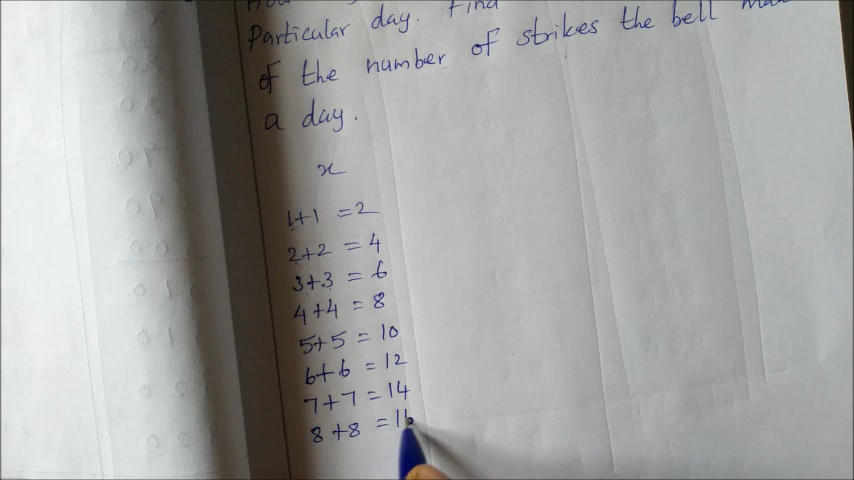 Particular day. Find
of the number of strikes the bell
a day.
x
1+1 = 2
2+2 = 4
3+3 = 6
4+4 = 8
5+5 = 10
6+6 = 12
7+7 = 14
8+8 = 16